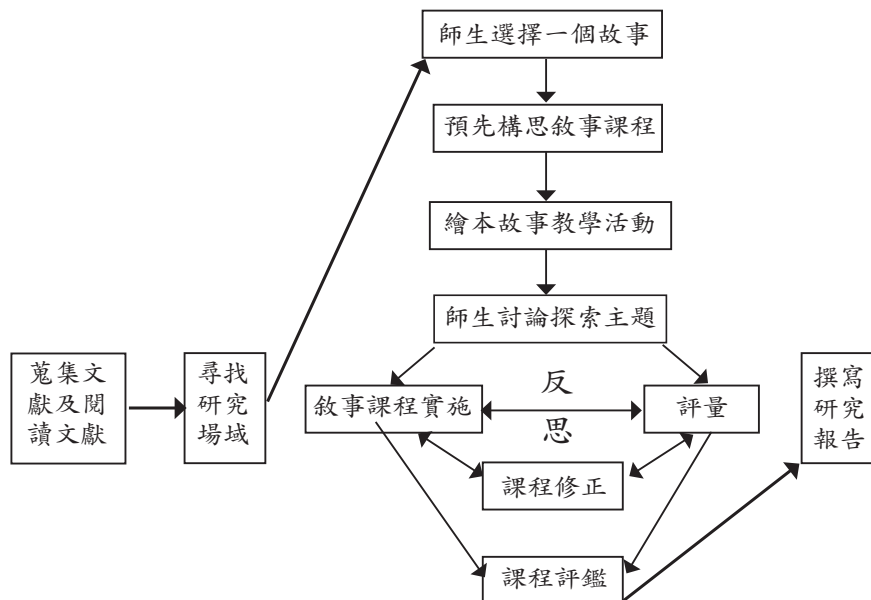 師生選擇一個故事
預先構思敘事課程
繪本故事教學活動
師生討論探索主題
蒐集文
獻及閱
讀文獻
尋找
研究
場域
敘事課程實施
反
思
評量
課程修正
課程評鑑
撰寫
研究
報告